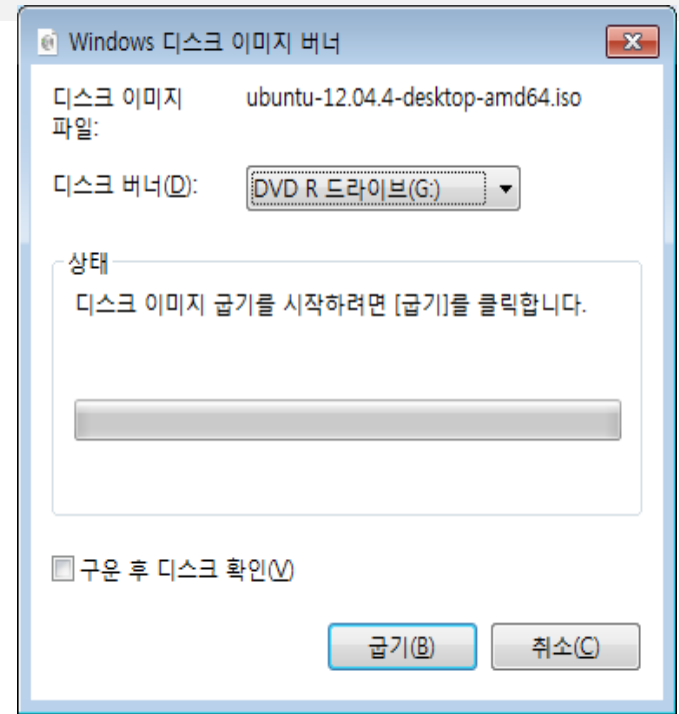 Windows 디스크 이미지 버너
디스크 이미지 ubuntu-12.04.4-desktop-amd64.iso
파일:
디스크 버너(D): DVD R 드라이브(G:)
상태
디스크 이미지 굽기를 시작하려면 [굽기]를 클릭합니다.
구운 후 디스크 확인(V)
굽기(B) 취소(C)